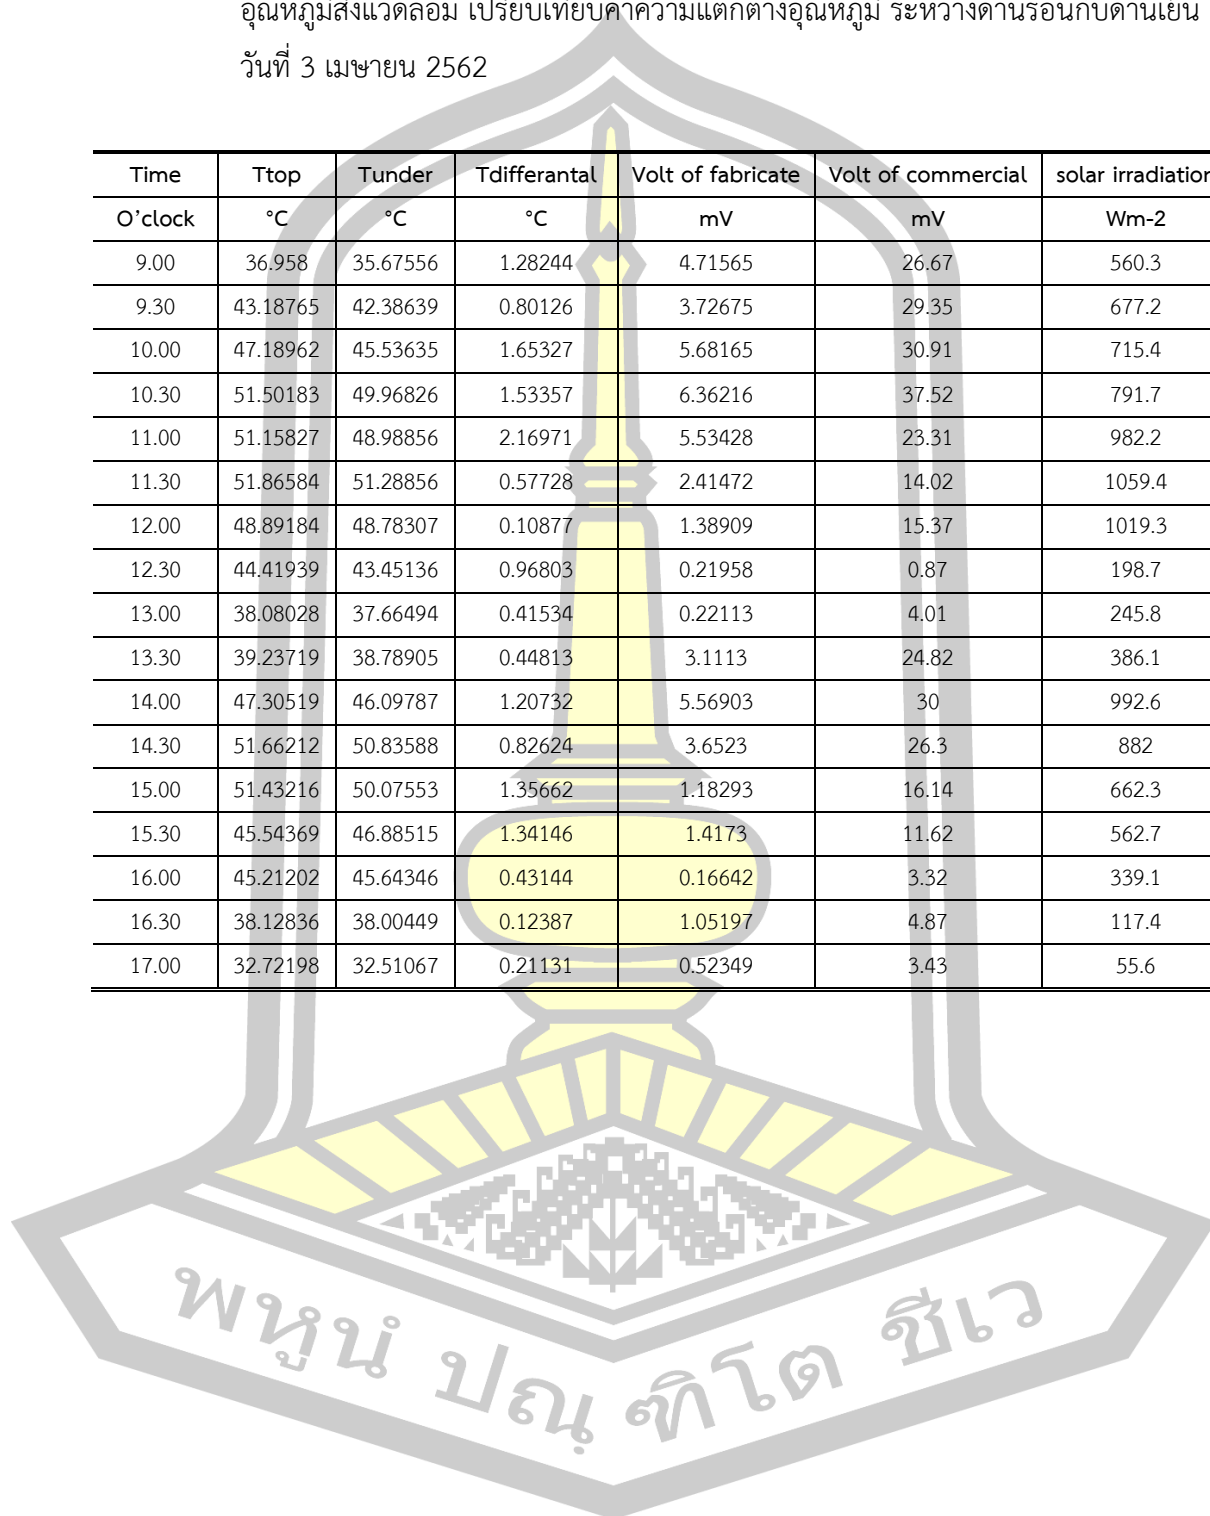 อุณหภูมิสิ่งแวดล้อม เปรียบเทียบค่าความแตกต่างอุณหภูมิ ระหว่างด้านร้อนกับด้านเย็น
วันที่ 3 เมษายน 2562
Time Ttop Tunder Tdifferantal Volt of fabricate Volt of commercial solar irradiation
O’clock °C °C °C mV mV Wm-2
9.00 36.958 35.67556 1.28244 4.71565 26.67 560.3
9.30 43.18765 42.38639 0.80126 3.72675 29.35 677.2
10.00 47.18962 45.53635 1.65327 5.68165 30.91 715.4
10.30 51.50183 49.96826 1.53357 6.36216 37.52 791.7
11.00 51.15827 48.98856 2.16971 5.53428 23.31 982.2
11.30 51.86584 51.28856 0.57728 2.41472 14.02 1059.4
12.00 48.89184 48.78307 0.10877 1.38909 15.37 1019.3
12.30 44.41939 43.45136 0.96803 0.21958 0.87 198.7
13.00 38.08028 37.66494 0.41534 0.22113 4.01 245.8
13.30 39.23719 38.78905 0.44813 3.1113 24.82 386.1
14.00 47.30519 46.09787 1.20732 5.56903 30 992.6
14.30 51.66212 50.83588 0.82624 3.6523 26.3 882
15.00 51.43216 50.07553 1.35662 1.18293 16.14 662.3
15.30 45.54369 46.88515 1.34146 1.4173 11.62 562.7
16.00 45.21202 45.64346 0.43144 0.16642 3.32 339.1
16.30 38.12836 38.00449 0.12387 1.05197 4.87 117.4
17.00 32.72198 32.51067 0.21131 0.52349 3.43 55.6
พหูนํ ปณฺฑิโต ชีเว